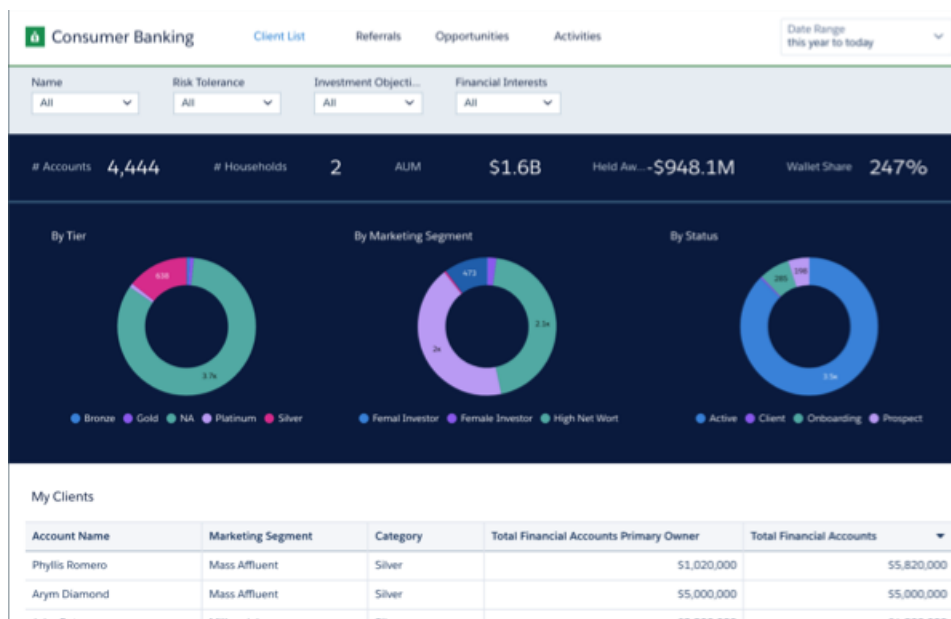 Consumer Banking
Client List
Referrals
Opportunities
Activities
Date Range
this year to today
Name
Risk Tolerance
Investment Objecti...
Financial Interests
All
All
All
All
# Accounts 4,444
# Households 2
AUM $1.6B
Held Aw... -$948.1M
Wallet Share 247%
By Tier
638
3.7k
Bronze Gold NA Platinum Silver
By Marketing Segment
473
2.1k
2k
Femal Investor Female Investor High Net Wort
By Status
285
198
3.5k
Active Client Onboarding Prospect
My Clients
Account Name Marketing Segment Category Total Financial Accounts Primary Owner Total Financial Accounts
Phyllis Romero Mass Affluent Silver $1,020,000 $5,820,000
Arym Diamond Mass Affluent Silver $5,000,000 $5,000,000